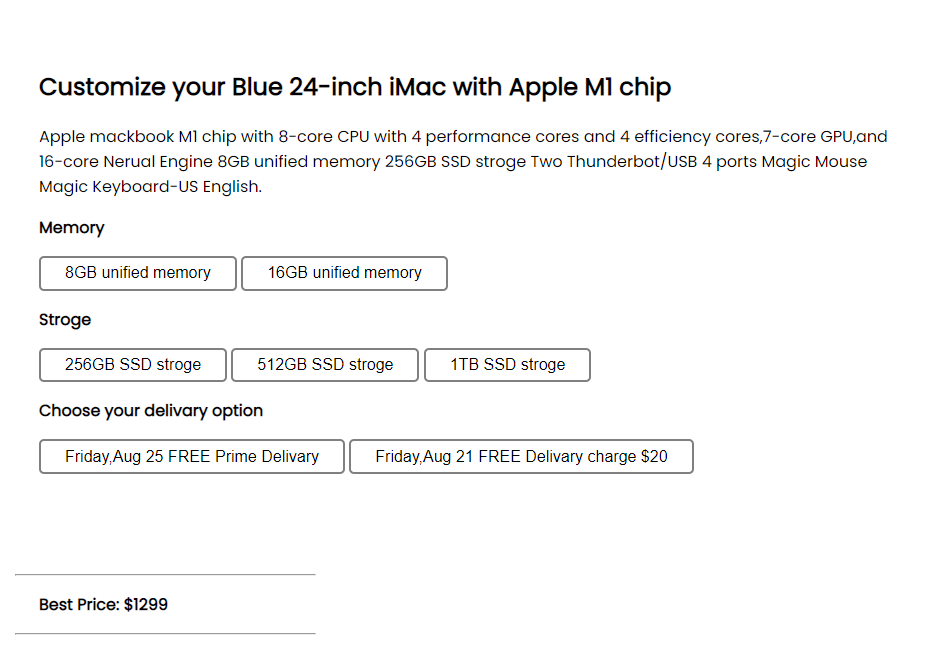 Customize your Blue 24-inch iMac with Apple M1 chip
Apple mackbook M1 chip with 8-core CPU with 4 performance cores and 4 efficiency cores,7-core GPU,and
16-core Nerual Engine 8GB unified memory 256GB SSD stroge Two Thunderbot/USB 4 ports Magic Mouse
Magic Keyboard-US English.
Memory
8GB unified memory 16GB unified memory
Stroge
256GB SSD stroge 512GB SSD stroge 1TB SSD stroge
Choose your delivary option
Friday,Aug 25 FREE Prime Delivary Friday,Aug 21 FREE Delivary charge $20
Best Price: $1299